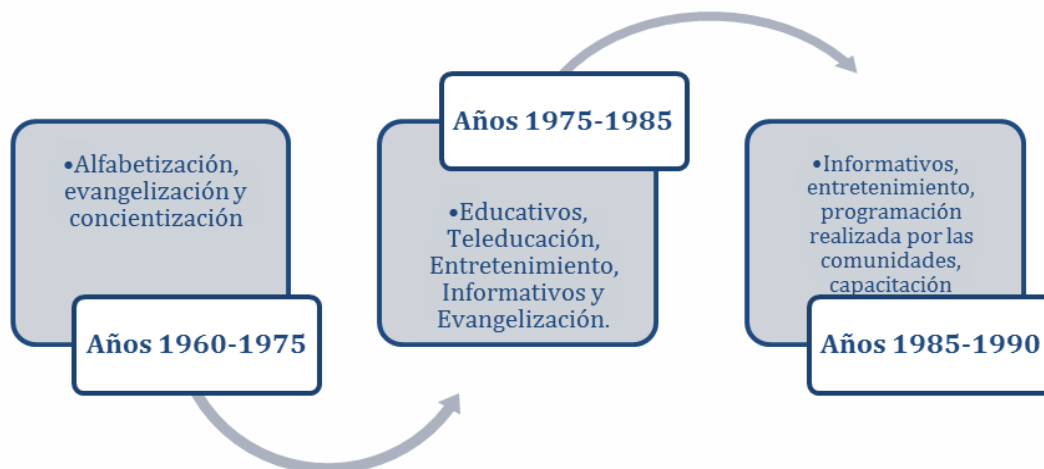 •Alfabetización,
evangelización y
concientización
Años 1960-1975
Años 1975-1985
•Educativos,
Teleducación,
Entretenimiento,
Informativos y
Evangelización.
•Informativos,
entretenimiento,
programación
realizada por las
comunidades,
capacitación
Años 1985-1990